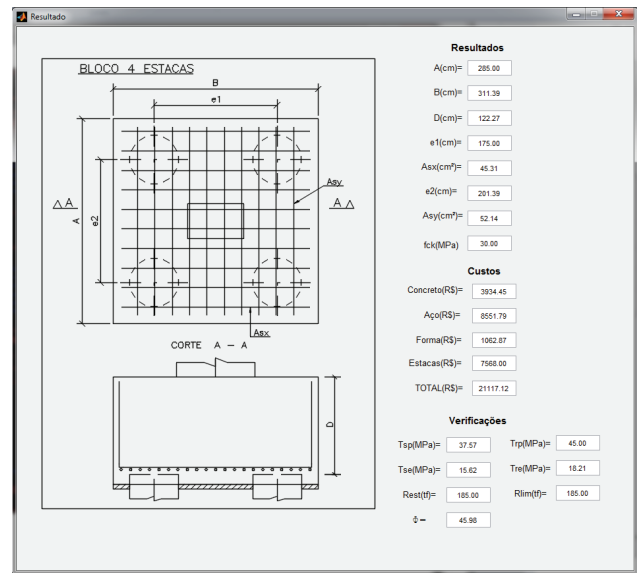 Resultado
BLOCO 4 ESTACAS
B
e1
Asy
A A
A
e2
Asx
CORTE A - A
D
Resultados
A(cm)= 285.00
B(cm)= 311.39
D(cm)= 122.27
e1(cm)= 175.00
Asx(cm²)= 45.31
e2(cm)= 201.39
Asy(cm²)= 52.14
fck(MPa) 30.00
Custos
Concreto(R$)= 3934.45
Aço(R$)= 8551.79
Forma(R$)= 1062.87
Estacas(R$)= 7568.00
TOTAL(R$)= 21117.12
Verificações
Tsp(MPa)= 37.57 Trp(MPa)= 45.00
Tse(MPa)= 15.62 Tre(MPa)= 18.21
Rest(tf)= 185.00 Rlim(tf)= 185.00
Φ = 45.98